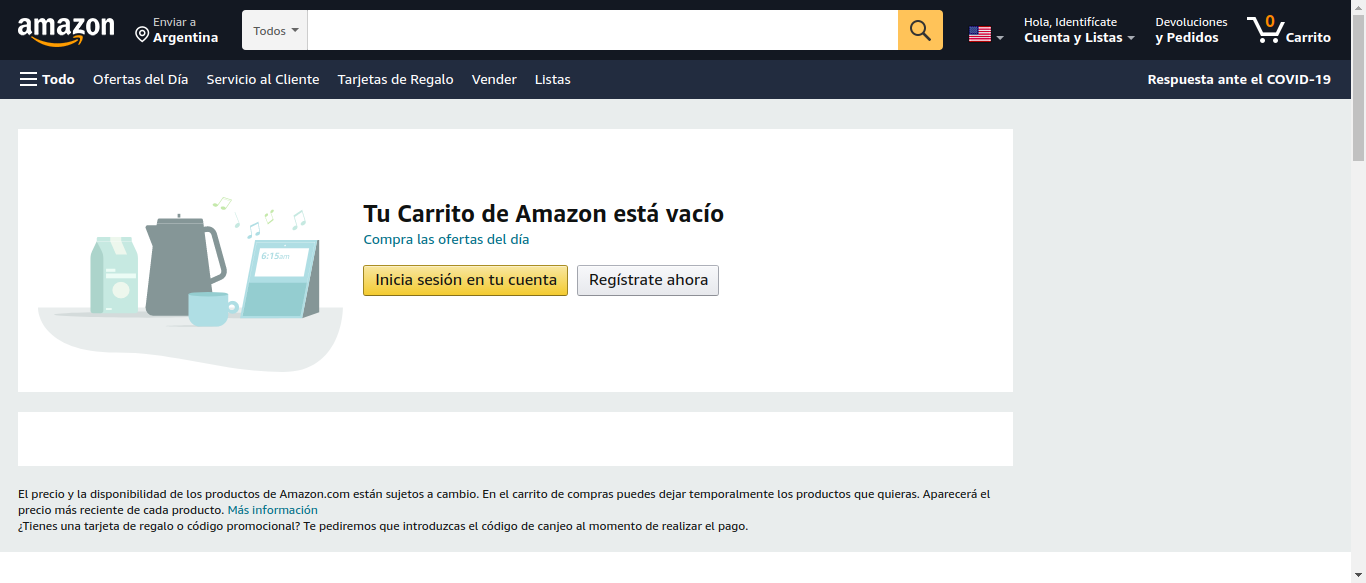 amazon
Enviar a
Argentina
Todos
Hola, Identifícate
Cuenta y Listas
Devoluciones
y Pedidos
0
Carrito
Todo
Ofertas del Día
Servicio al Cliente
Tarjetas de Regalo
Vender
Listas
Respuesta ante el COVID-19
6:15am
Tu Carrito de Amazon está vacío
Compra las ofertas del día
Inicia sesión en tu cuenta
Regístrate ahora
El precio y la disponibilidad de los productos de Amazon.com están sujetos a cambio. En el carrito de compras puedes dejar temporalmente los productos que quieras. Aparecerá el
precio más reciente de cada producto. Más información
¿Tienes una tarjeta de regalo o código promocional? Te pediremos que introduzcas el código de canjeo al momento de realizar el pago.